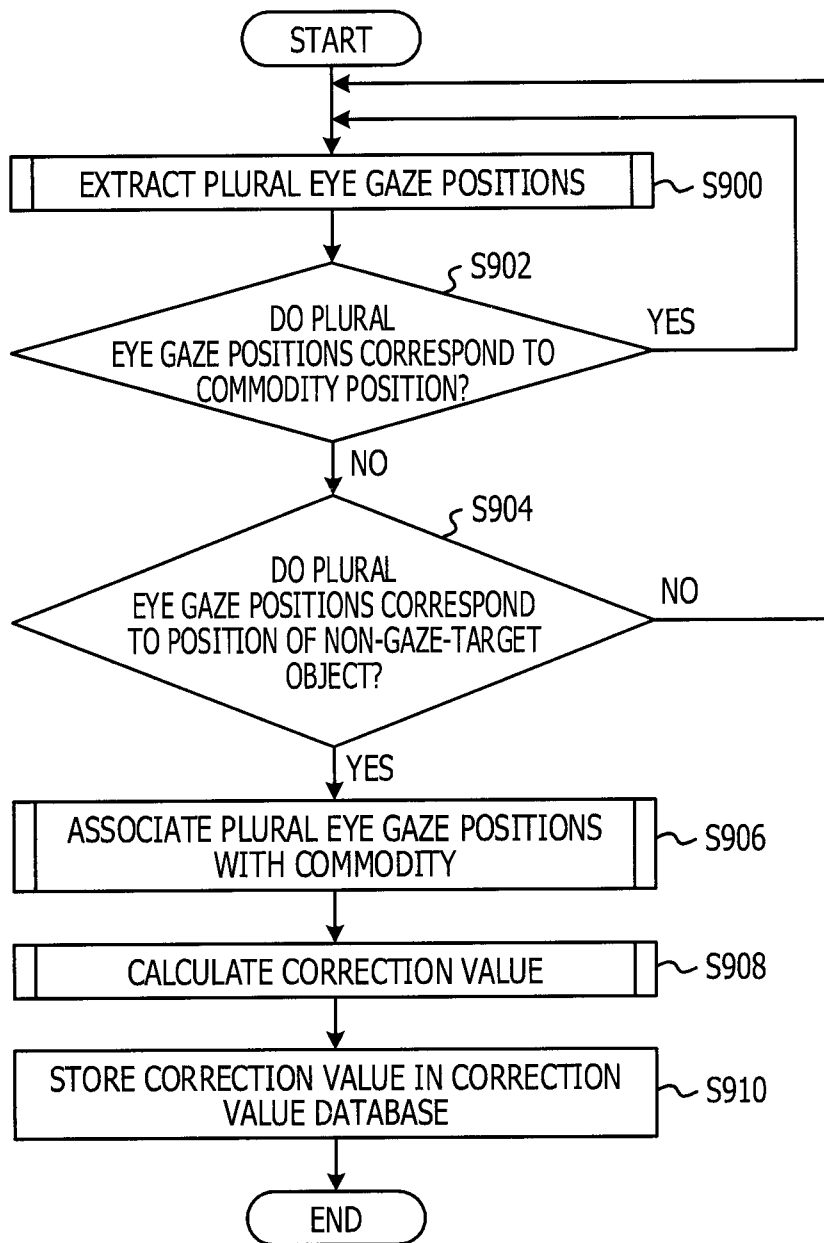 START
EXTRACT PLURAL EYE GAZE POSITIONS
S900
S902
DO PLURAL
EYE GAZE POSITIONS CORRESPOND TO
COMMODITY POSITION?
YES
NO
S904
DO PLURAL
EYE GAZE POSITIONS CORRESPOND
TO POSITION OF NON-GAZE-TARGET
OBJECT?
NO
YES
ASSOCIATE PLURAL EYE GAZE POSITIONS
WITH COMMODITY
S906
CALCULATE CORRECTION VALUE
S908
STORE CORRECTION VALUE IN CORRECTION
VALUE DATABASE
S910
END